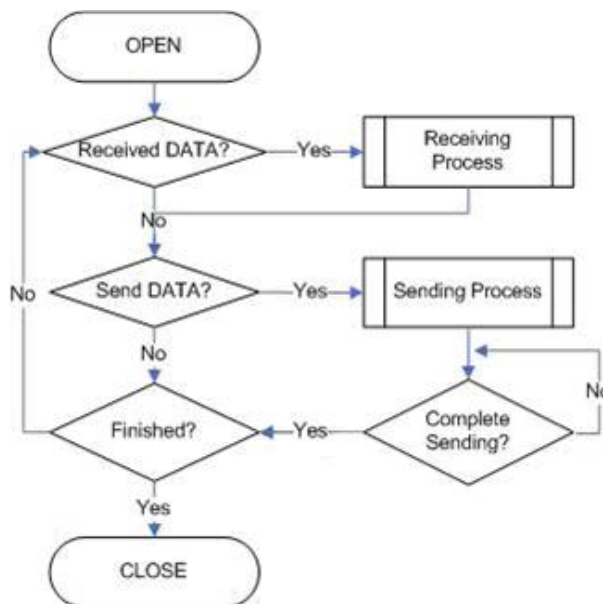 OPEN
Received DATA?
Yes
Receiving
Process
No
Send DATA?
Yes
Sending Process
No
No
No
Finished?
Yes
Complete
Sending?
Yes
CLOSE